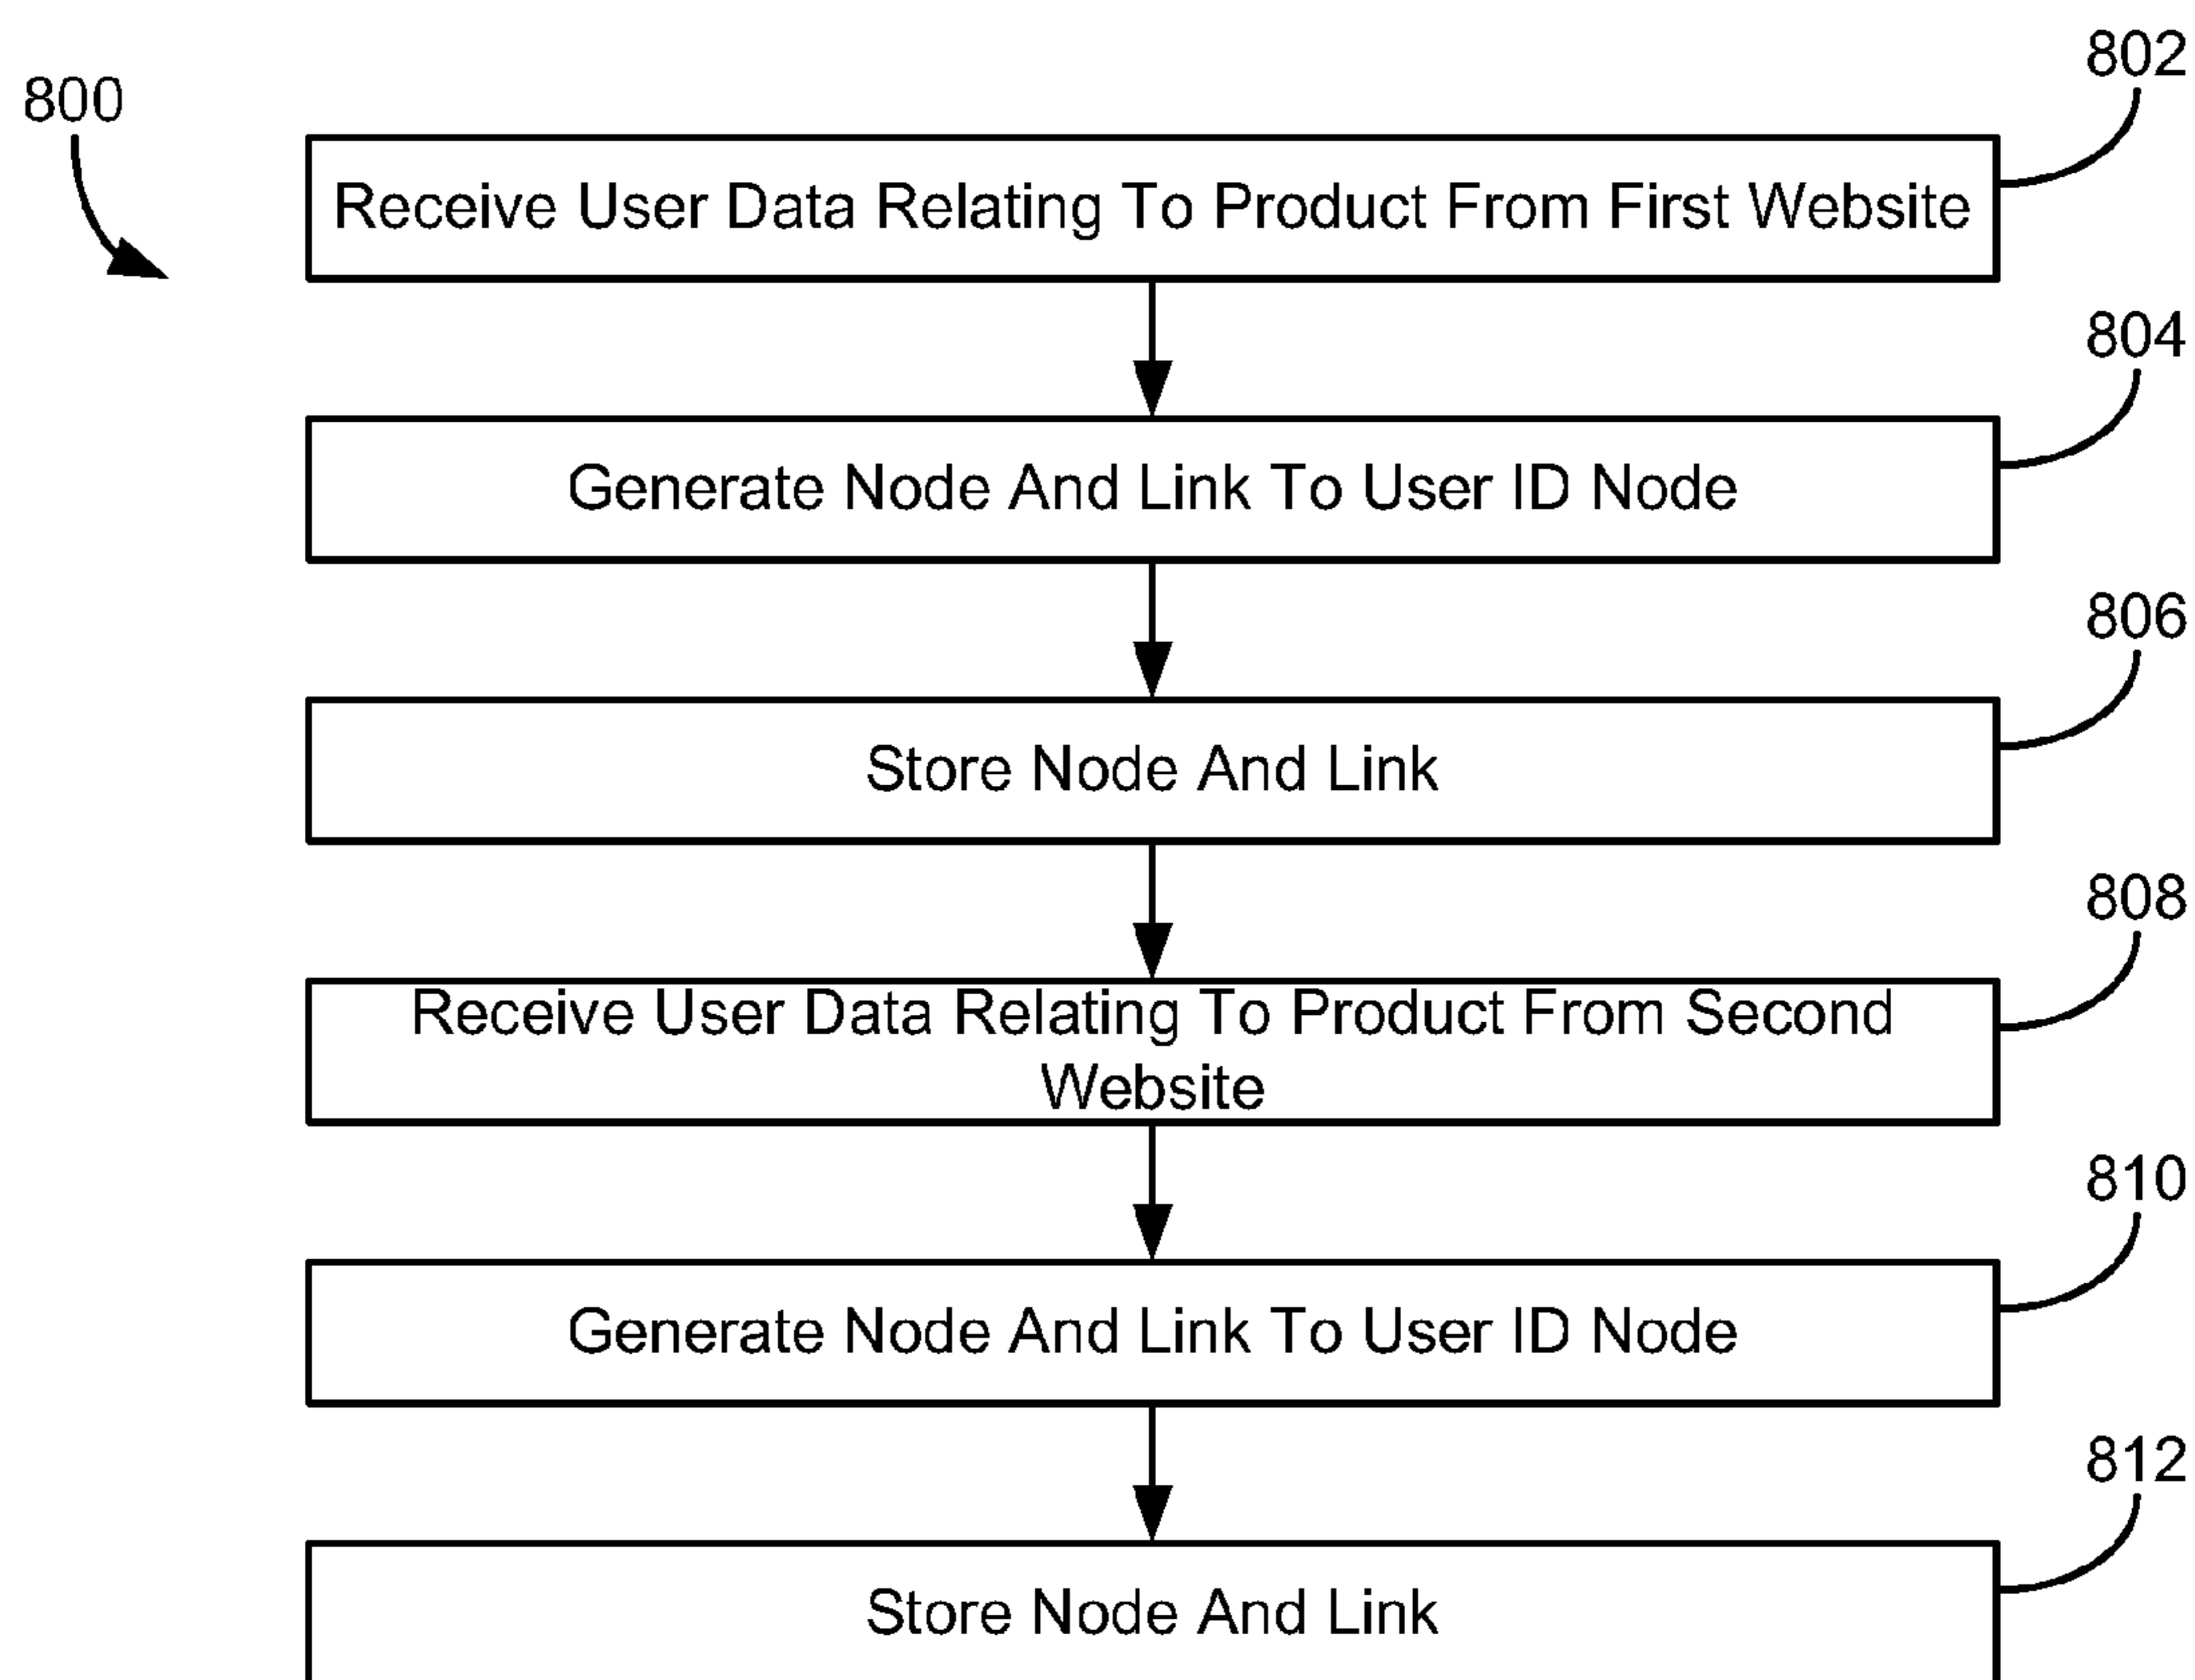 800
802
Receive User Data Relating To Product From First Website
804
Generate Node And Link To User ID Node
806
Store Node And Link
808
Receive User Data Relating To Product From Second
Website
810
Generate Node And Link To User ID Node
812
Store Node And Link